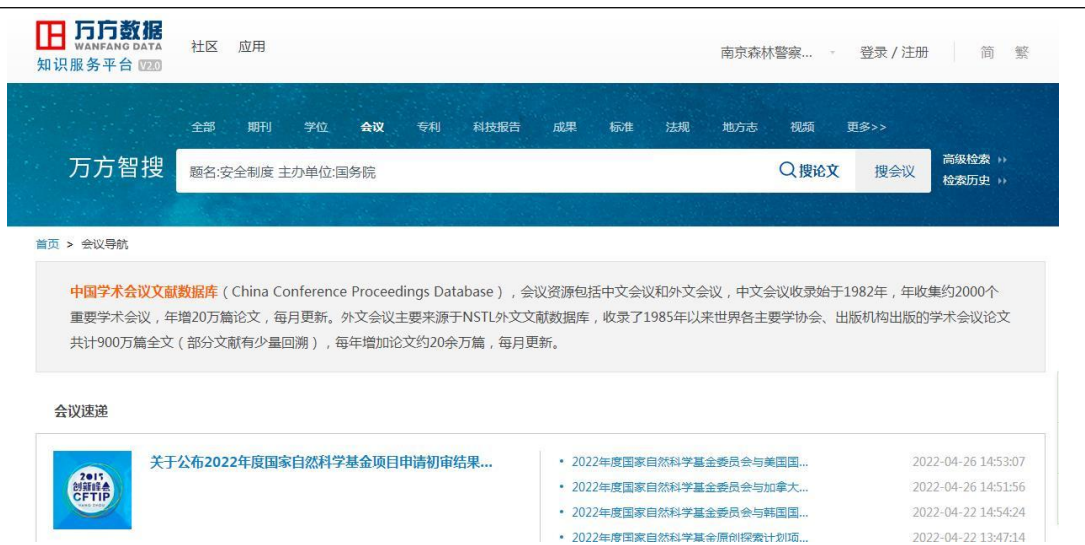 万方数据
WANFANG DATA
知识服务平台 V2.0
社区 应用
南京森林警察... 登录 / 注册 简 繁
全部 期刊 学位 会议 专利 科技报告 成果 标准 法规 地方志 视频 更多>>
万方智搜
题名:安全制度 主办单位:国务院
搜论文 搜会议
高级检索
检索历史
首页 > 会议导航
中国学术会议文献数据库（China Conference Proceedings Database），会议资源包括中文会议和外文会议，中文会议收录始于1982年，年收集约2000个
重要学术会议，年增20万篇论文，每月更新。外文会议主要来源于NSTL外文文献数据库，收录了1985年以来世界各主要学协会、出版机构出版的学术会议论文
共计900万篇全文（部分文献有少量回溯），每年增加论文约20余万篇，每月更新。
会议速递
2015
创新峰会
CFTIP
关于公布2022年度国家自然科学基金项目申请初审结果...
• 2022年度国家自然科学基金委员会与美国国... 2022-04-26 14:53:07
• 2022年度国家自然科学基金委员会与加拿大... 2022-04-26 14:51:56
• 2022年度国家自然科学基金委员会与韩国国... 2022-04-22 14:54:24
• 2022年度国家自然科学基金原创探索计划项... 2022-04-22 13:47:14